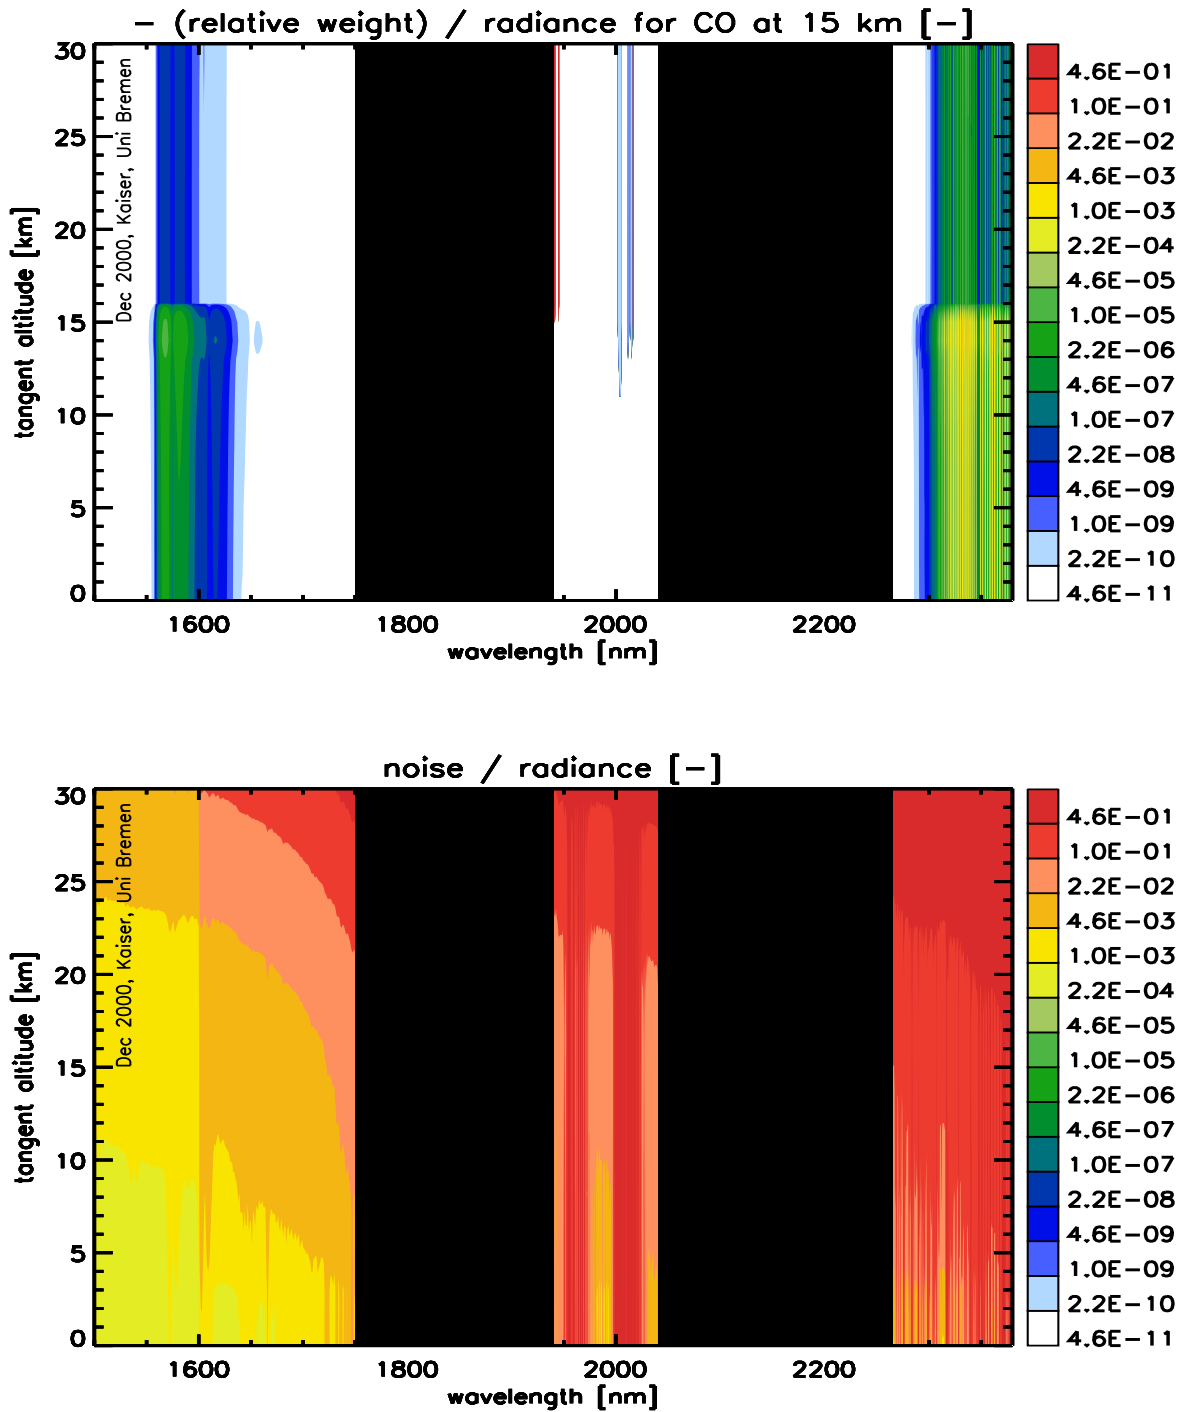 − (relative weight) / radiance for CO at 15 km [−]
30
25
20
15
10
5
0
tangent altitude [km]
Dec 2000, Kaiser, Uni Bremen
1600 1800 2000 2200
wavelength [nm]
4.6E−01
1.0E−01
2.2E−02
4.6E−03
1.0E−03
2.2E−04
4.6E−05
1.0E−05
2.2E−06
4.6E−07
1.0E−07
2.2E−08
4.6E−09
1.0E−09
2.2E−10
4.6E−11
noise / radiance [−]
30
25
20
15
10
5
0
tangent altitude [km]
Dec 2000, Kaiser, Uni Bremen
1600 1800 2000 2200
wavelength [nm]
4.6E−01
1.0E−01
2.2E−02
4.6E−03
1.0E−03
2.2E−04
4.6E−05
1.0E−05
2.2E−06
4.6E−07
1.0E−07
2.2E−08
4.6E−09
1.0E−09
2.2E−10
4.6E−11